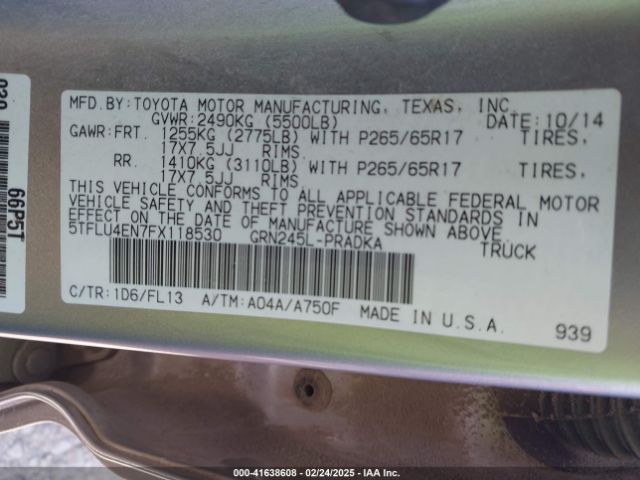 MFD.BY:TOYOTA MOTOR MANUFACTURING, TEXAS, INC.
GVWR:2490KG (5500LB) DATE:10/14
GAWR:FRT. 1255KG (2775LB) WITH P265/65R17 TIRES,
17X7.5JJ RIMS
RR. 1410KG (3110LB) WITH P265/65R17 TIRES,
17X7.5JJ RIMS
THIS VEHICLE CONFORMS TO ALL APPLICABLE FEDERAL MOTOR
VEHICLE SAFETY AND THEFT PREVENTION STANDARDS IN
EFFECT ON THE DATE OF MANUFACTURE SHOWN ABOVE
5TFLU4EN7FX118530 GRN245L-PRADKA TRUCK
C/TR:1D6/FL13 A/TM:A04A/A750F MADE IN U.S.A.
939
66P5T
000-41638608 - 02/24/2025 - IAA Inc.